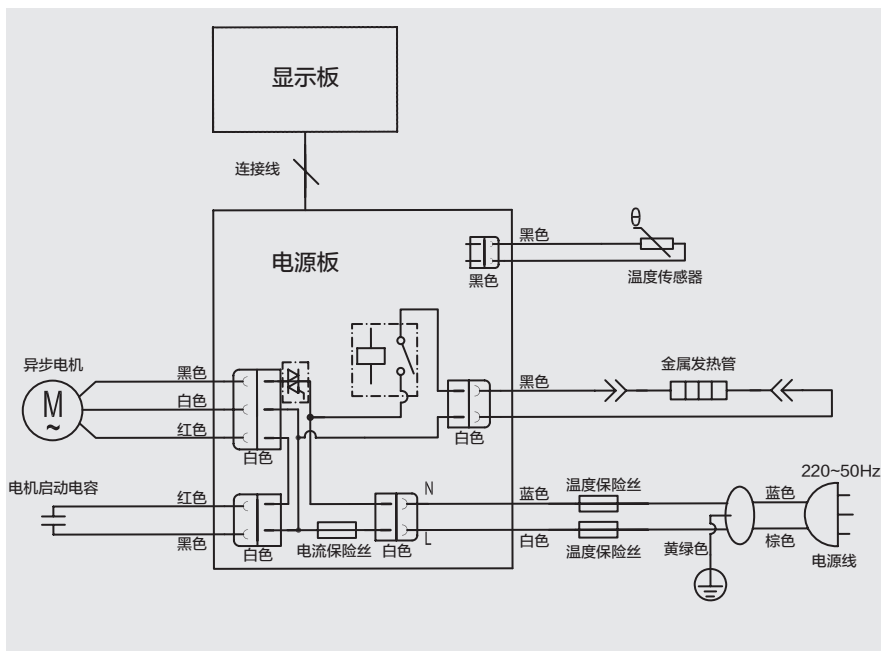 显示板
连接线
电源板
黑色
θ
黑色
温度传感器
异步电机
M
~
黑色
白色
红色
白色
黑色
白色
金属发热管
电机启动电容
红色
黑色
白色
电流保险丝
白色
N
L
蓝色
白色
温度保险丝
温度保险丝
黄绿色
220~50Hz
蓝色
棕色
电源线